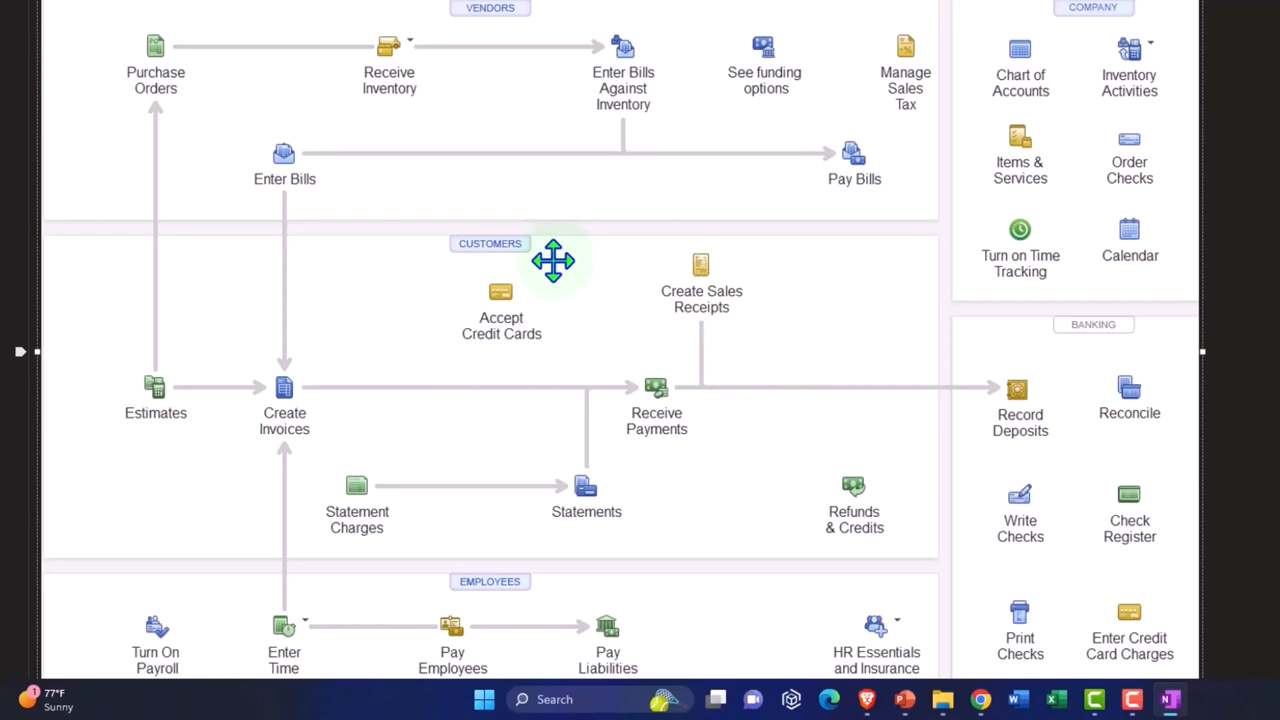 VENDORS
COMPANY
Purchase
Orders
Receive
Inventory
Enter Bills
Against
Inventory
See funding
options
Manage
Sales
Tax
Chart of
Accounts
Inventory
Activities
Enter Bills
Pay Bills
Items &
Services
Order
Checks
CUSTOMERS
Turn on Time
Tracking
Calendar
Accept
Credit Cards
Create Sales
Receipts
BANKING
Estimates
Create
Invoices
Receive
Payments
Record
Deposits
Reconcile
Statement
Charges
Statements
Refunds
& Credits
Write
Checks
Check
Register
EMPLOYEES
Turn On
Payroll
Enter
Time
Pay
Employees
Pay
Liabilities
HR Essentials
and Insurance
Print
Checks
Enter Credit
Card Charges
1
77°F
Sunny
Search